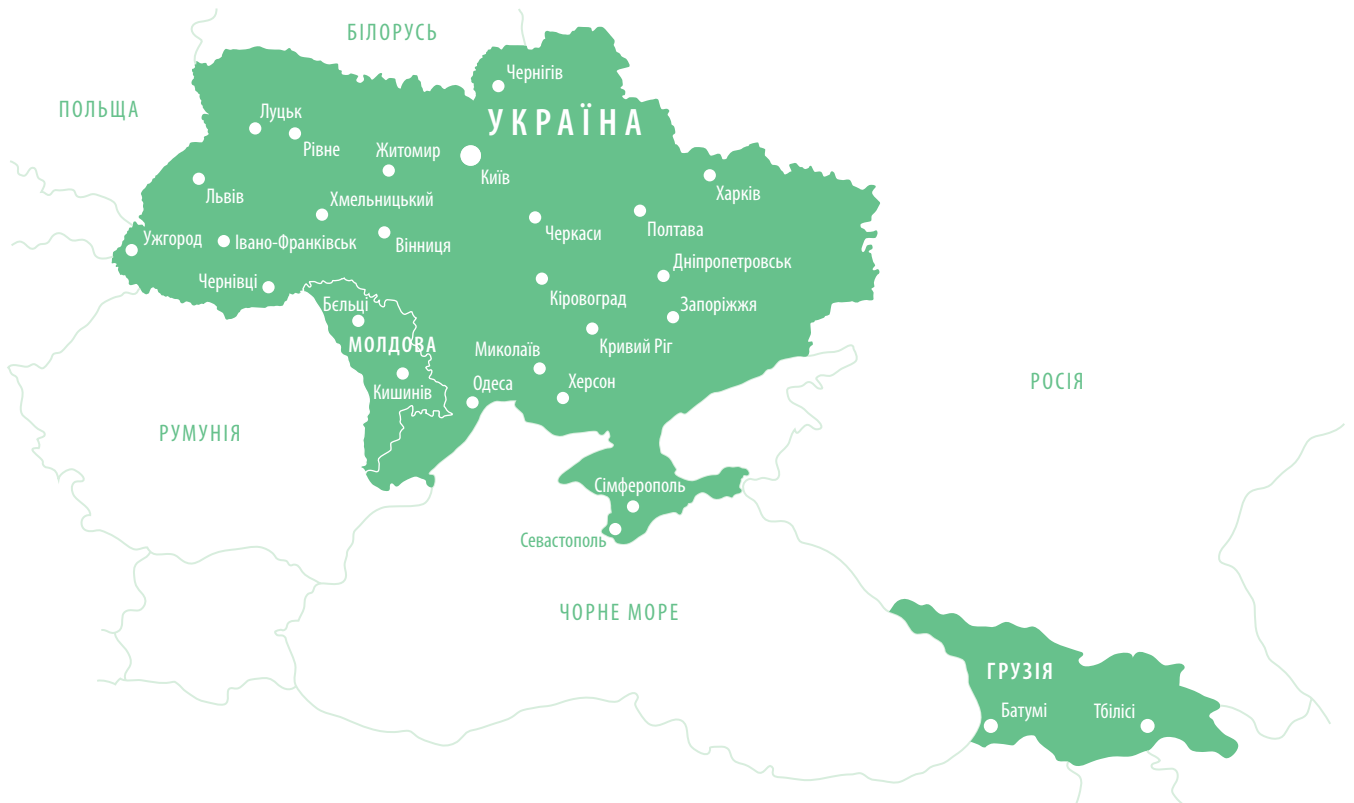 БІЛОРУСЬ
Чернігів
ПОЛЬЩА
Луцьк
УКРАЇНА
Рівне
Житомир
Київ
Харків
Львів
Хмельницький
Черкаси
Полтава
Ужгород
Івано-Франківськ
Вінниця
Дніпропетровськ
Чернівці
Кіровоград
Запоріжжя
Бєльці
МОЛДОВА
Миколаїв
Кривий Ріг
Кишинів
Одеса
Херсон
РОСІЯ
РУМУНІЯ
Сімферополь
Севастополь
ЧОРНЕ МОРЕ
ГРУЗІЯ
Батумі
Тбілісі